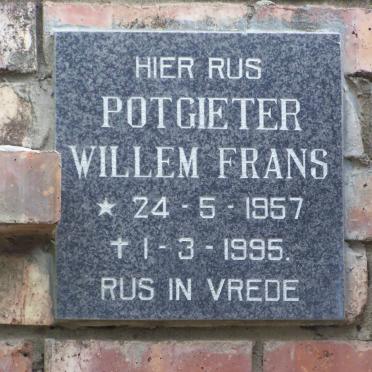 HIER RUS
POTGIETER
WILLEM FRANS
★ 24 - 5 - 1957
✝ 1 - 3 - 1995.
RUS IN VREDE